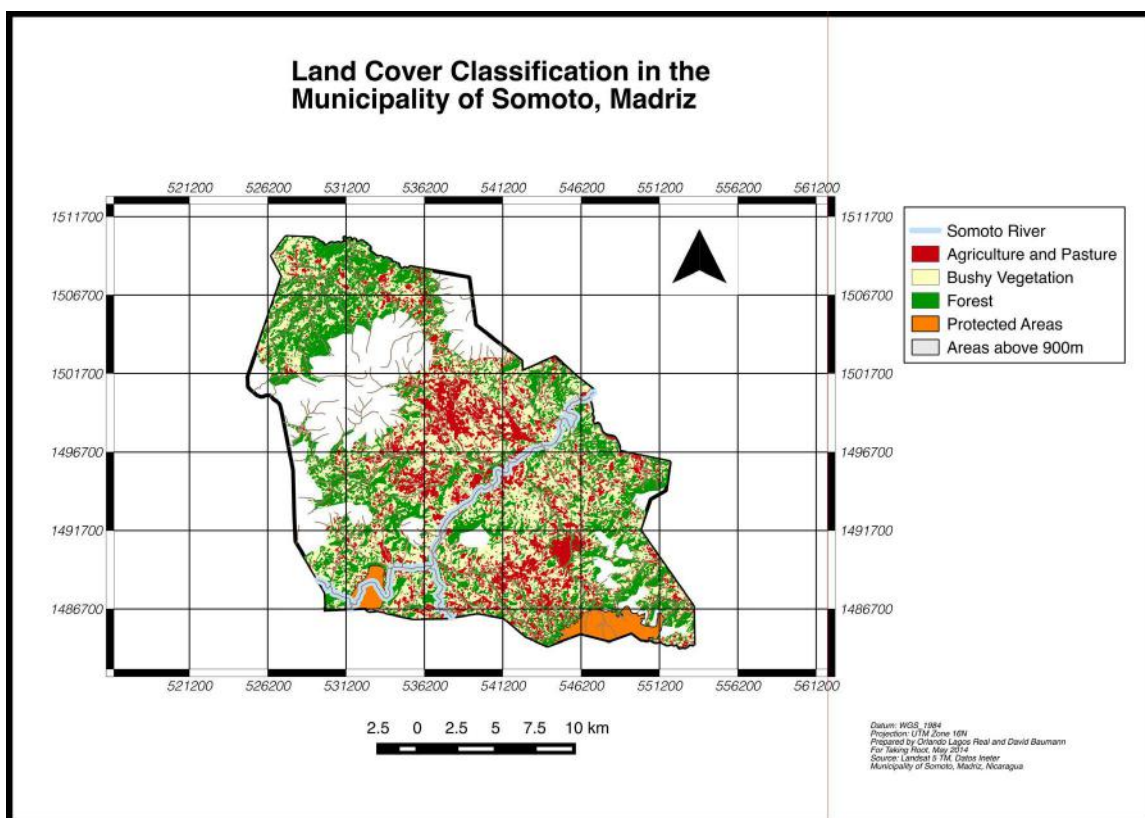 Land Cover Classification in the
Municipality of Somoto, Madriz
521200 526200 531200 536200 541200 546200 551200 556200 561200
1511700 1511700
1506700 1506700
1501700 1501700
1496700 1496700
1491700 1491700
1486700 1486700
521200 526200 531200 536200 541200 546200 551200 556200 561200
Somoto River
Agriculture and Pasture
Bushy Vegetation
Forest
Protected Areas
Areas above 900m
2.5 0 2.5 5 7.5 10 km
Datum: WGS_1984
Projection: UTM Zone 16N
Prepared by Orlando Lagos Real and David Baumann
For Taking Root, May 2014
Source: Landsat 5 TM, Datos Ineter
Municipality of Somoto, Madriz, Nicaragua